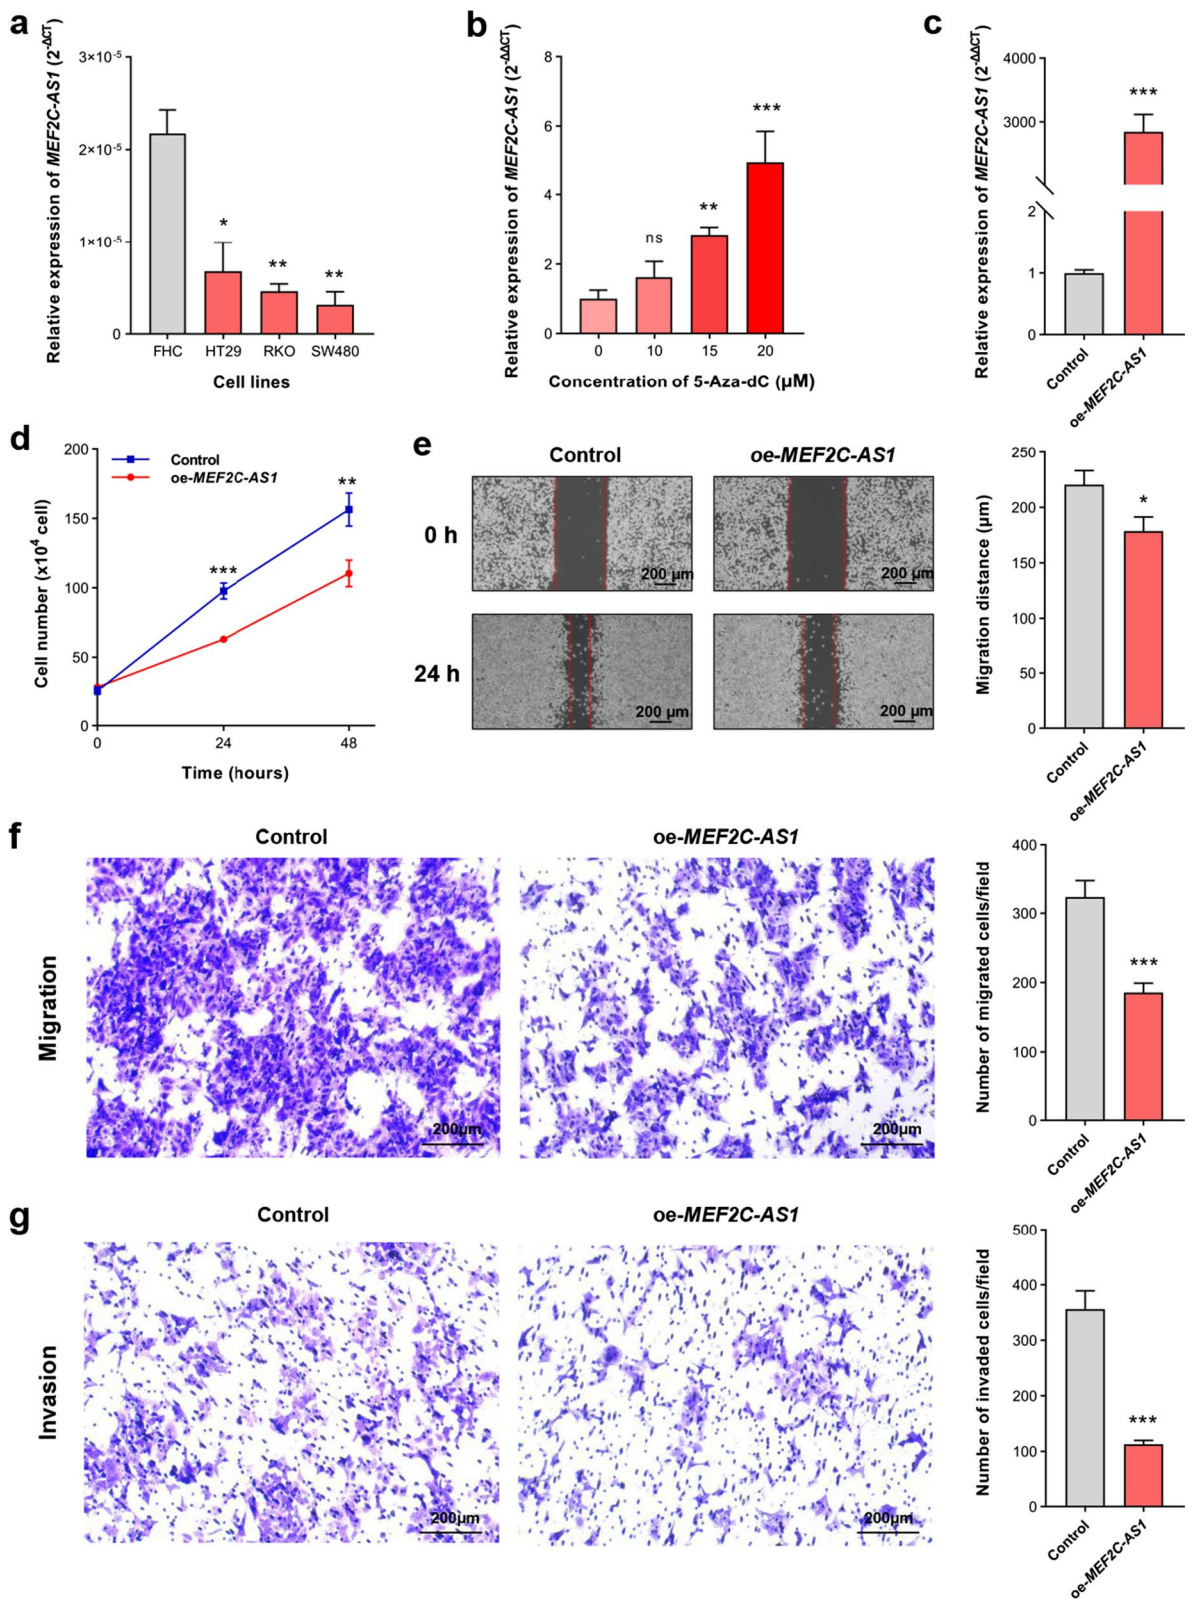 a
Relative expression of MEF2C-AS1 (2^-ΔCT)
3×10^-5
2×10^-5
1×10^-5
0
*
**
**
FHC HT29 RKO SW480
Cell lines
b
Relative expression of MEF2C-AS1 (2^-ΔΔCT)
8
6
4
2
0
ns
**
***
0 10 15 20
Concentration of 5-Aza-dC (μM)
c
Relative expression of MEF2C-AS1 (2^-ΔΔCT)
4000
3000
2
1
0
***
Control
oe-MEF2C-AS1
d
Cell number (x10^4 cell)
200
150
100
50
0
Control
oe-MEF2C-AS1
***
**
0 24 48
Time (hours)
e
Control oe-MEF2C-AS1
0 h
200 μm 200 μm
24 h
200 μm 200 μm
Migration distance (μm)
250
200
150
100
50
0
*
Control
oe-MEF2C-AS1
f
Control oe-MEF2C-AS1
Migration
200μm 200μm
Number of migrated cells/field
400
300
200
100
0
***
Control
oe-MEF2C-AS1
g
Control oe-MEF2C-AS1
Invasion
200μm 200μm
Number of invaded cells/field
500
400
300
200
100
0
***
Control
oe-MEF2C-AS1